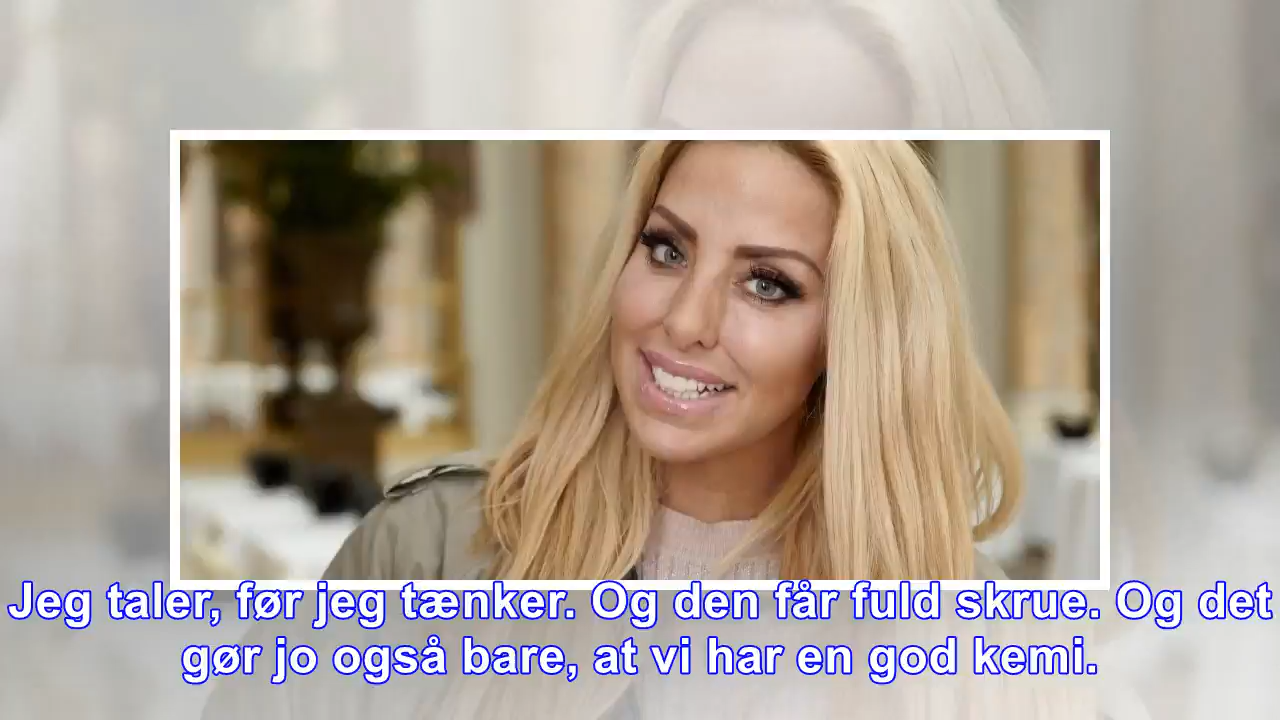 Jeg taler, før jeg tænker. Og den får fuld skrue. Og det
gør jo også bare, at vi har en god kemi.